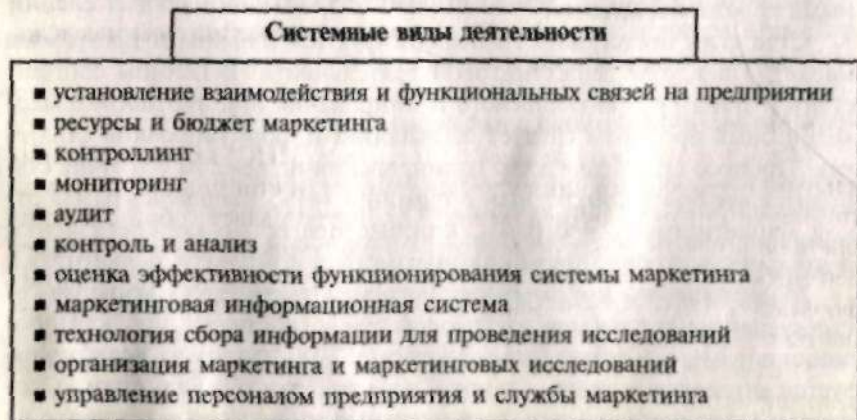 Системные виды деятельности
▪ установление взаимодействия и функциональных связей на предприятии
▪ ресурсы и бюджет маркетинга
▪ контроллинг
▪ мониторинг
▪ аудит
▪ контроль и анализ
▪ оценка эффективности функционирования системы маркетинга
▪ маркетинговая информационная система
▪ технология сбора информации для проведения исследований
▪ организация маркетинга и маркетинговых исследований
▪ управление персоналом предприятия и службы маркетинга